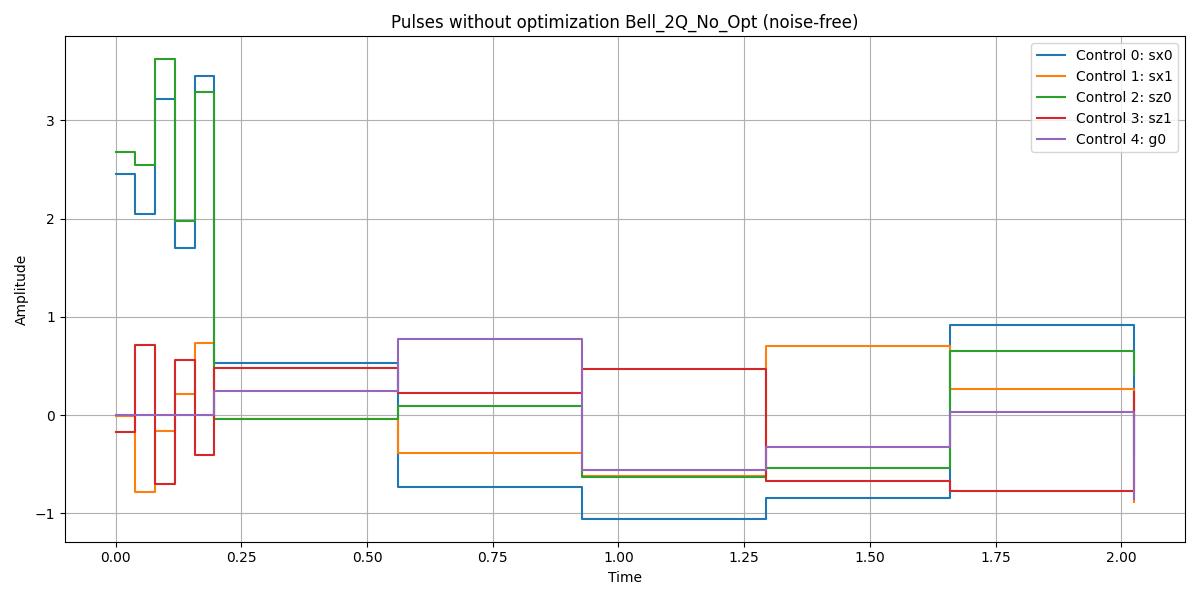 Pulses without optimization Bell_2Q_No_Opt (noise-free)
Control 0: sx0
Control 1: sx1
Control 2: sz0
Control 3: sz1
Control 4: g0
Amplitude
3
2
1
0
−1
0.00 0.25 0.50 0.75 1.00 1.25 1.50 1.75 2.00
Time